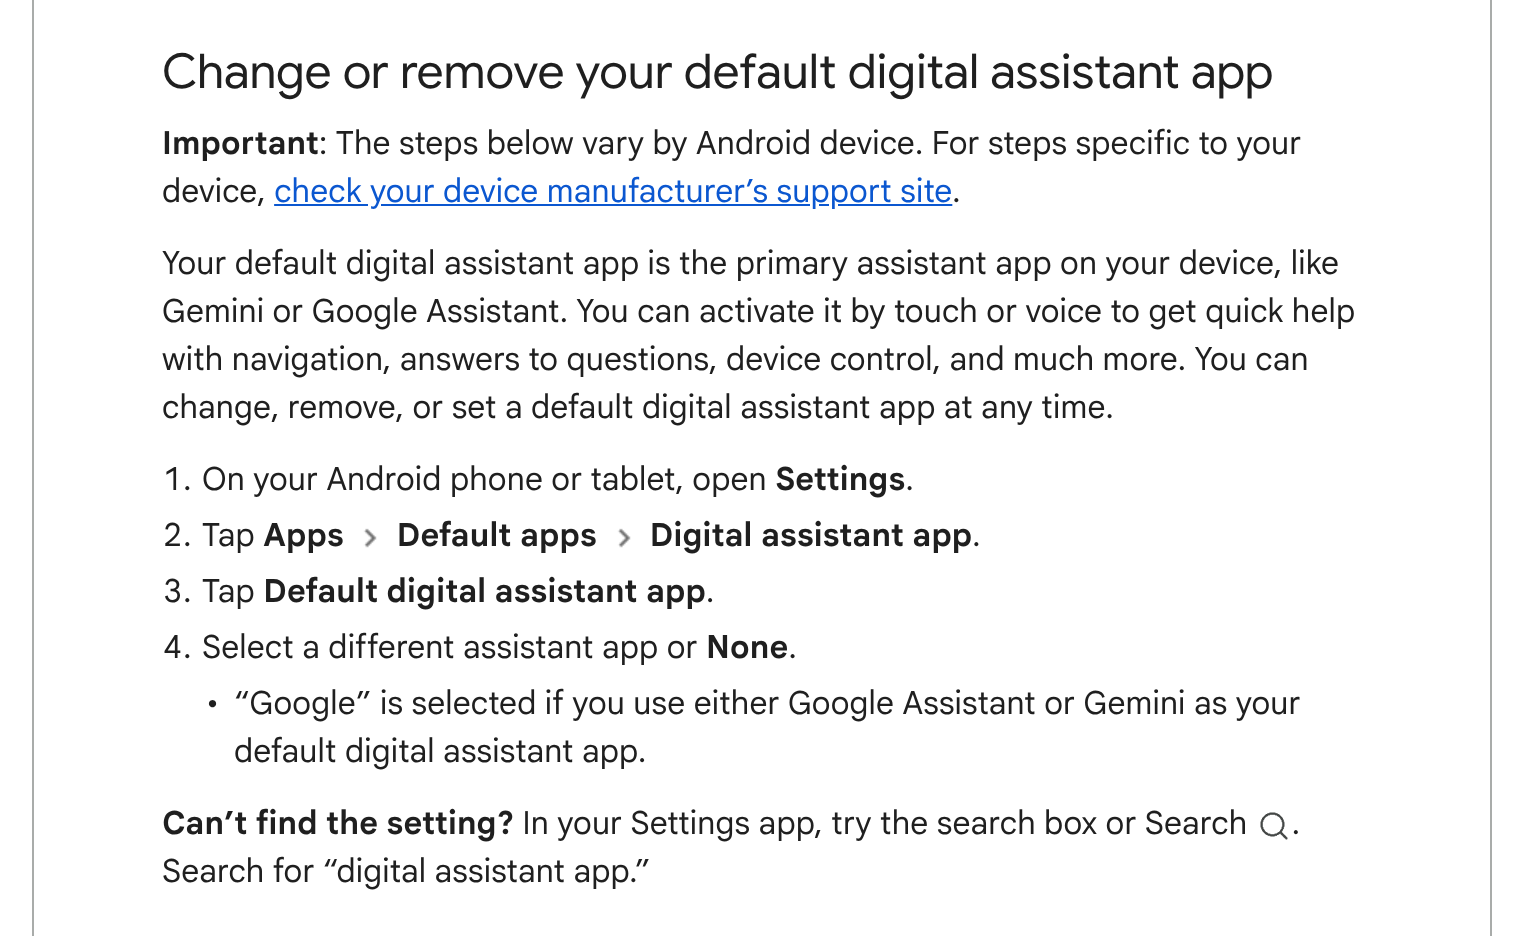 Change or remove your default digital assistant app
Important: The steps below vary by Android device. For steps specific to your
device, check your device manufacturer’s support site.
Your default digital assistant app is the primary assistant app on your device, like
Gemini or Google Assistant. You can activate it by touch or voice to get quick help
with navigation, answers to questions, device control, and much more. You can
change, remove, or set a default digital assistant app at any time.
1. On your Android phone or tablet, open Settings.
2. Tap Apps > Default apps > Digital assistant app.
3. Tap Default digital assistant app.
4. Select a different assistant app or None.
• “Google” is selected if you use either Google Assistant or Gemini as your
default digital assistant app.
Can’t find the setting? In your Settings app, try the search box or Search .
Search for “digital assistant app.”